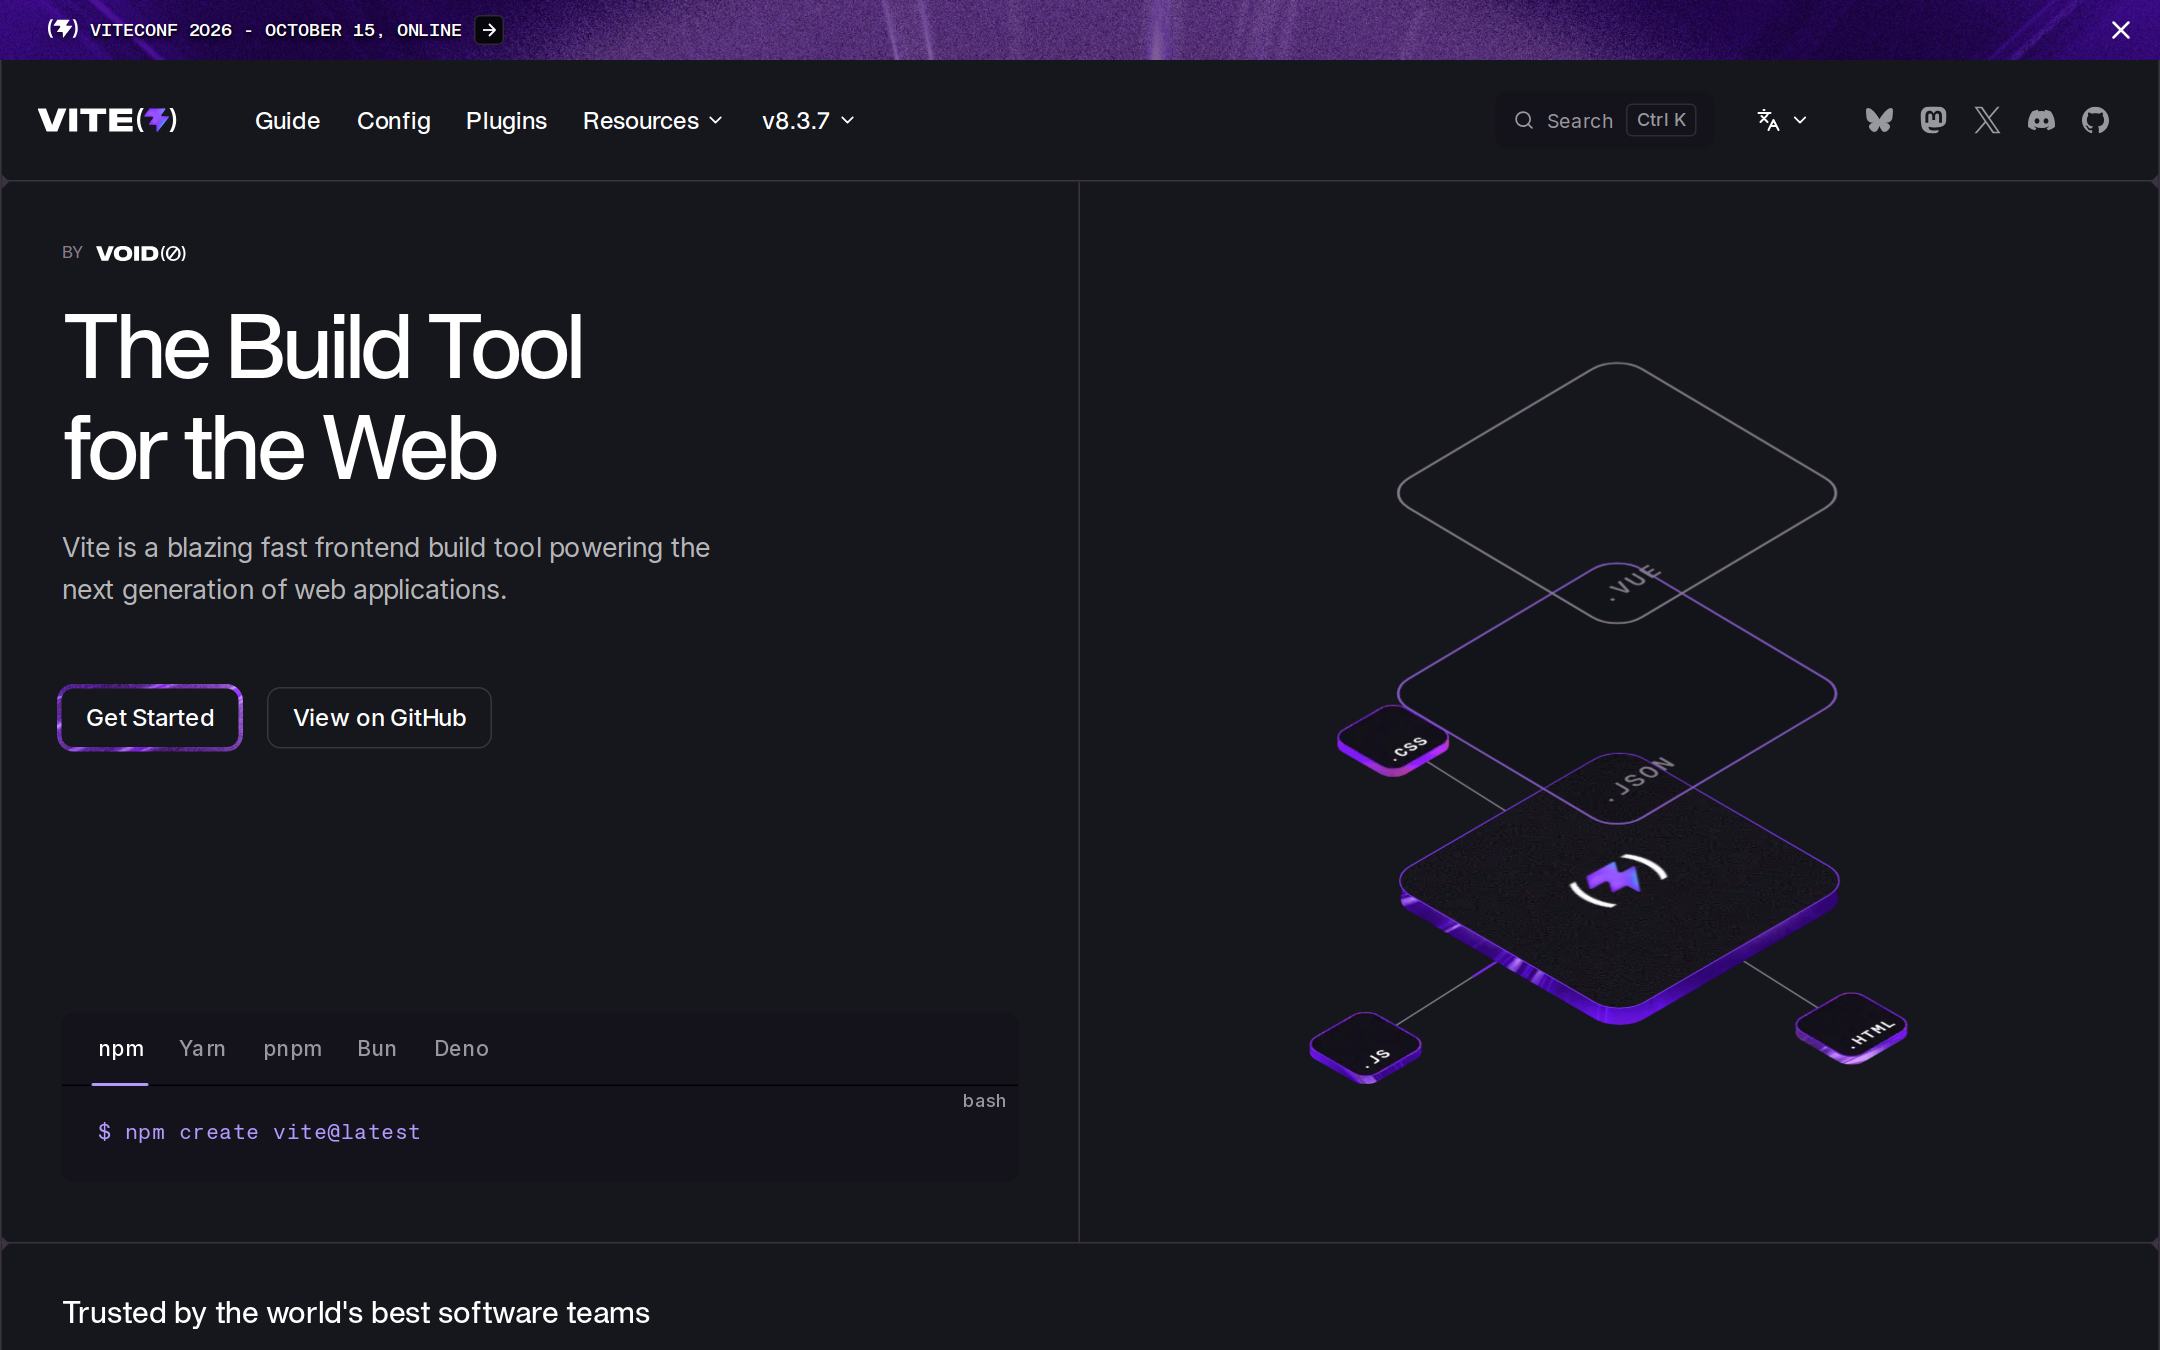 VITECONF 2026 - OCTOBER 15, ONLINE
VITE
Guide Config Plugins Resources v8.3.7 Search Ctrl K
BY VOID(0)
The Build Tool
for the Web
Vite is a blazing fast frontend build tool powering the
next generation of web applications.
Get Started View on GitHub
.VUE
.JSON
.CSS
.JS
.HTML
npm Yarn pnpm Bun Deno
bash
$ npm create vite@latest
Trusted by the world's best software teams